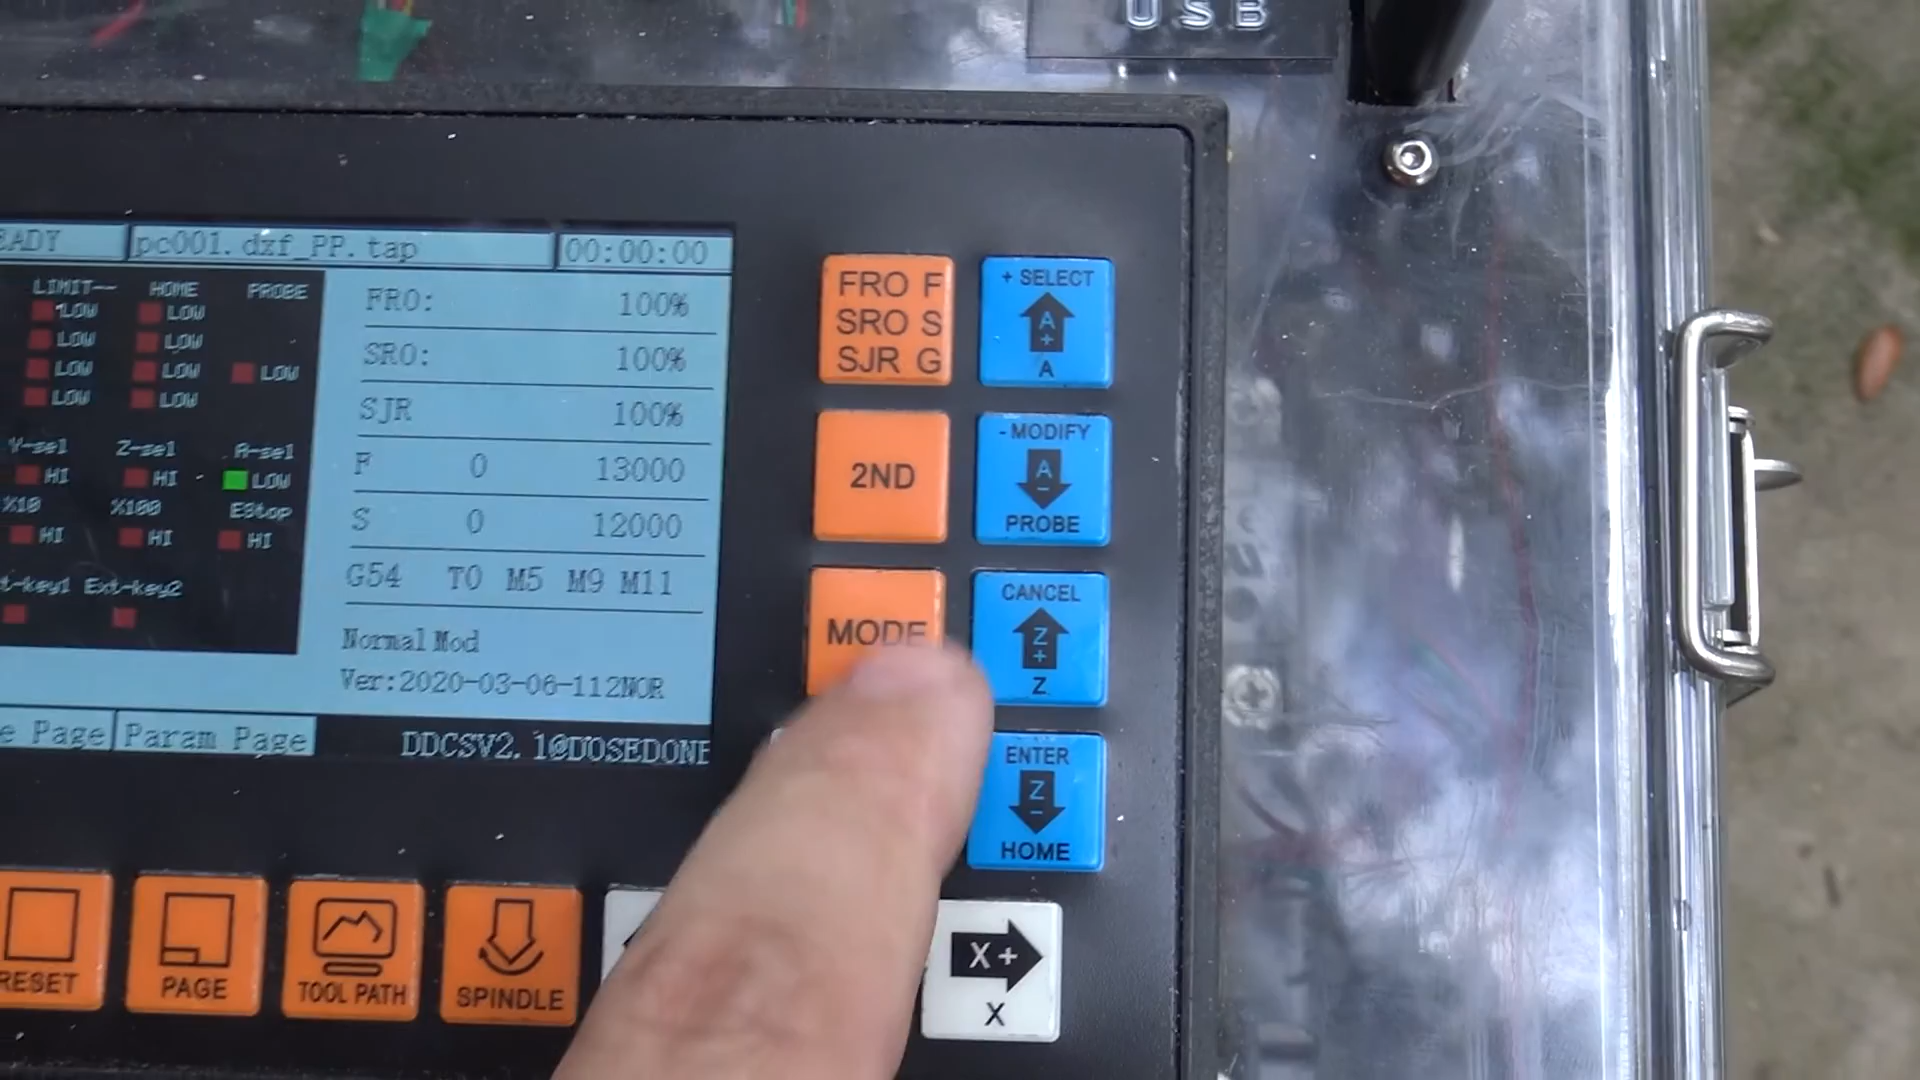 USB
pc001.dxf_PP.tap
00:00:00
LIMIT-- HOME PROBE
LOW LOW
LOW LOW
LOW LOW LOW
LOW LOW
Y-sel Z-sel A-sel
HI HI LOW
X10 X100 EStop
HI HI HI
Ext-key2
FRO: 100%
SRO: 100%
SJR 100%
F 0 13000
S 0 12000
G54 T0 M5 M9 M11
Normal Mod
Ver:2020-03-06-112NOR
Page
Param Page
DDCSV2.1@DOSEDONE
FRO F
SRO S
SJR G
+ SELECT
A
+
A
2ND
- MODIFY
A
-
PROBE
MODE
CANCEL
Z
+
Z
ENTER
Z
-
HOME
RESET
PAGE
TOOL PATH
SPINDLE
X+
X